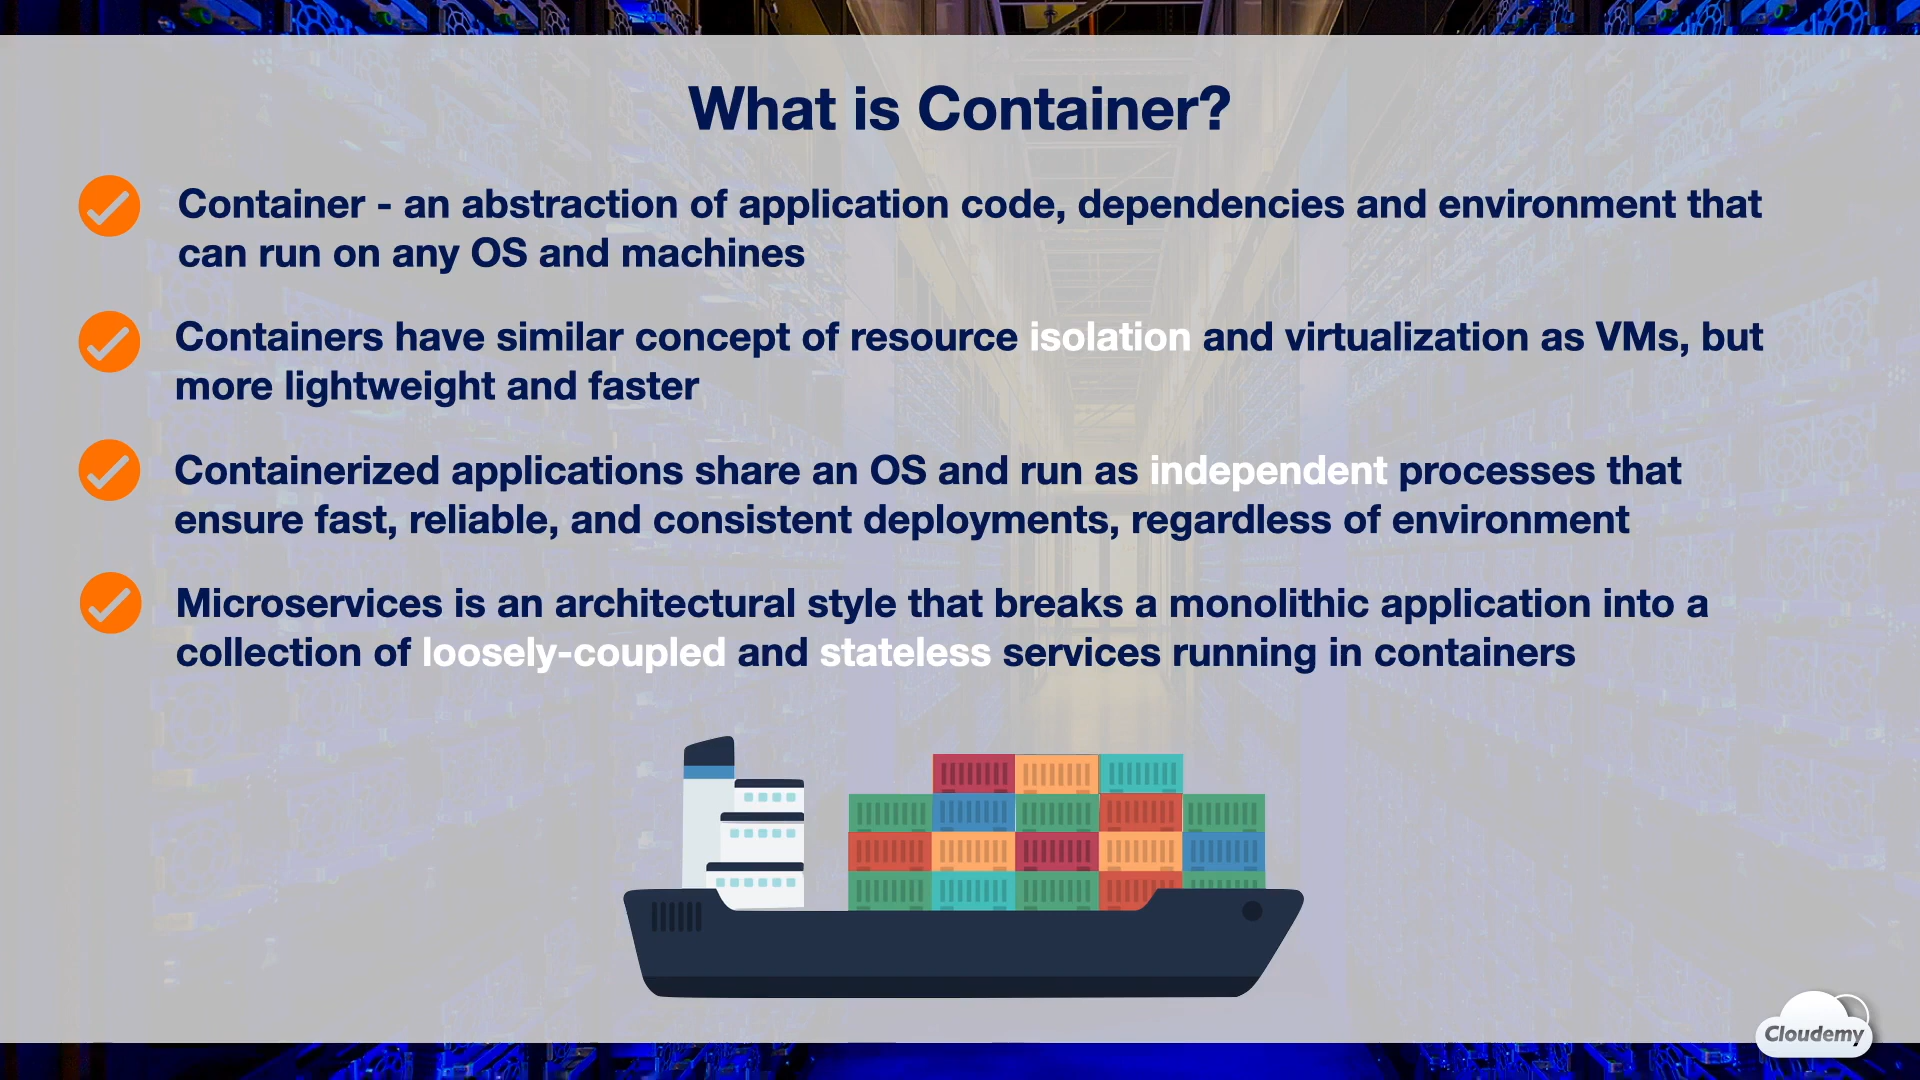 What is Container?
Container - an abstraction of application code, dependencies and environment that
can run on any OS and machines
Containers have similar concept of resource isolation and virtualization as VMs, but
more lightweight and faster
Containerized applications share an OS and run as independent processes that
ensure fast, reliable, and consistent deployments, regardless of environment
Microservices is an architectural style that breaks a monolithic application into a
collection of loosely-coupled and stateless services running in containers
Cloudemy